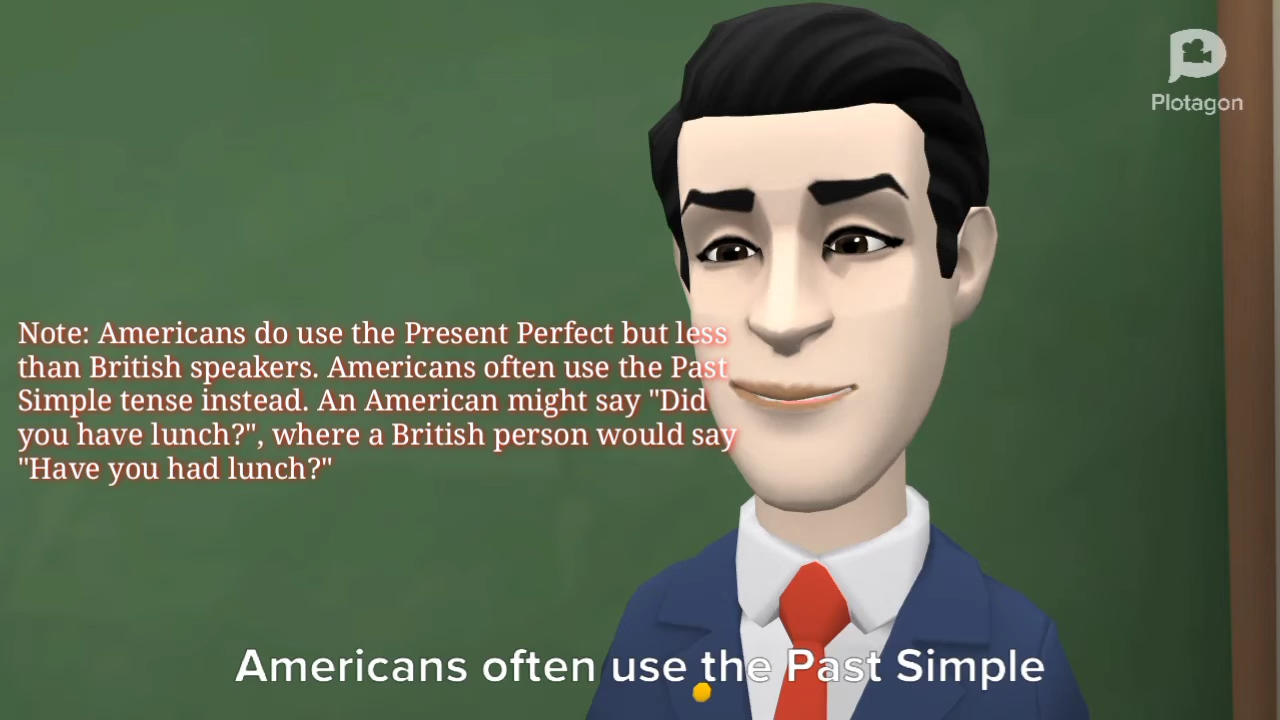 Plotagon
Note: Americans do use the Present Perfect but less
than British speakers. Americans often use the Past
Simple tense instead. An American might say "Did
you have lunch?", where a British person would say
"Have you had lunch?"
Americans often use the Past Simple